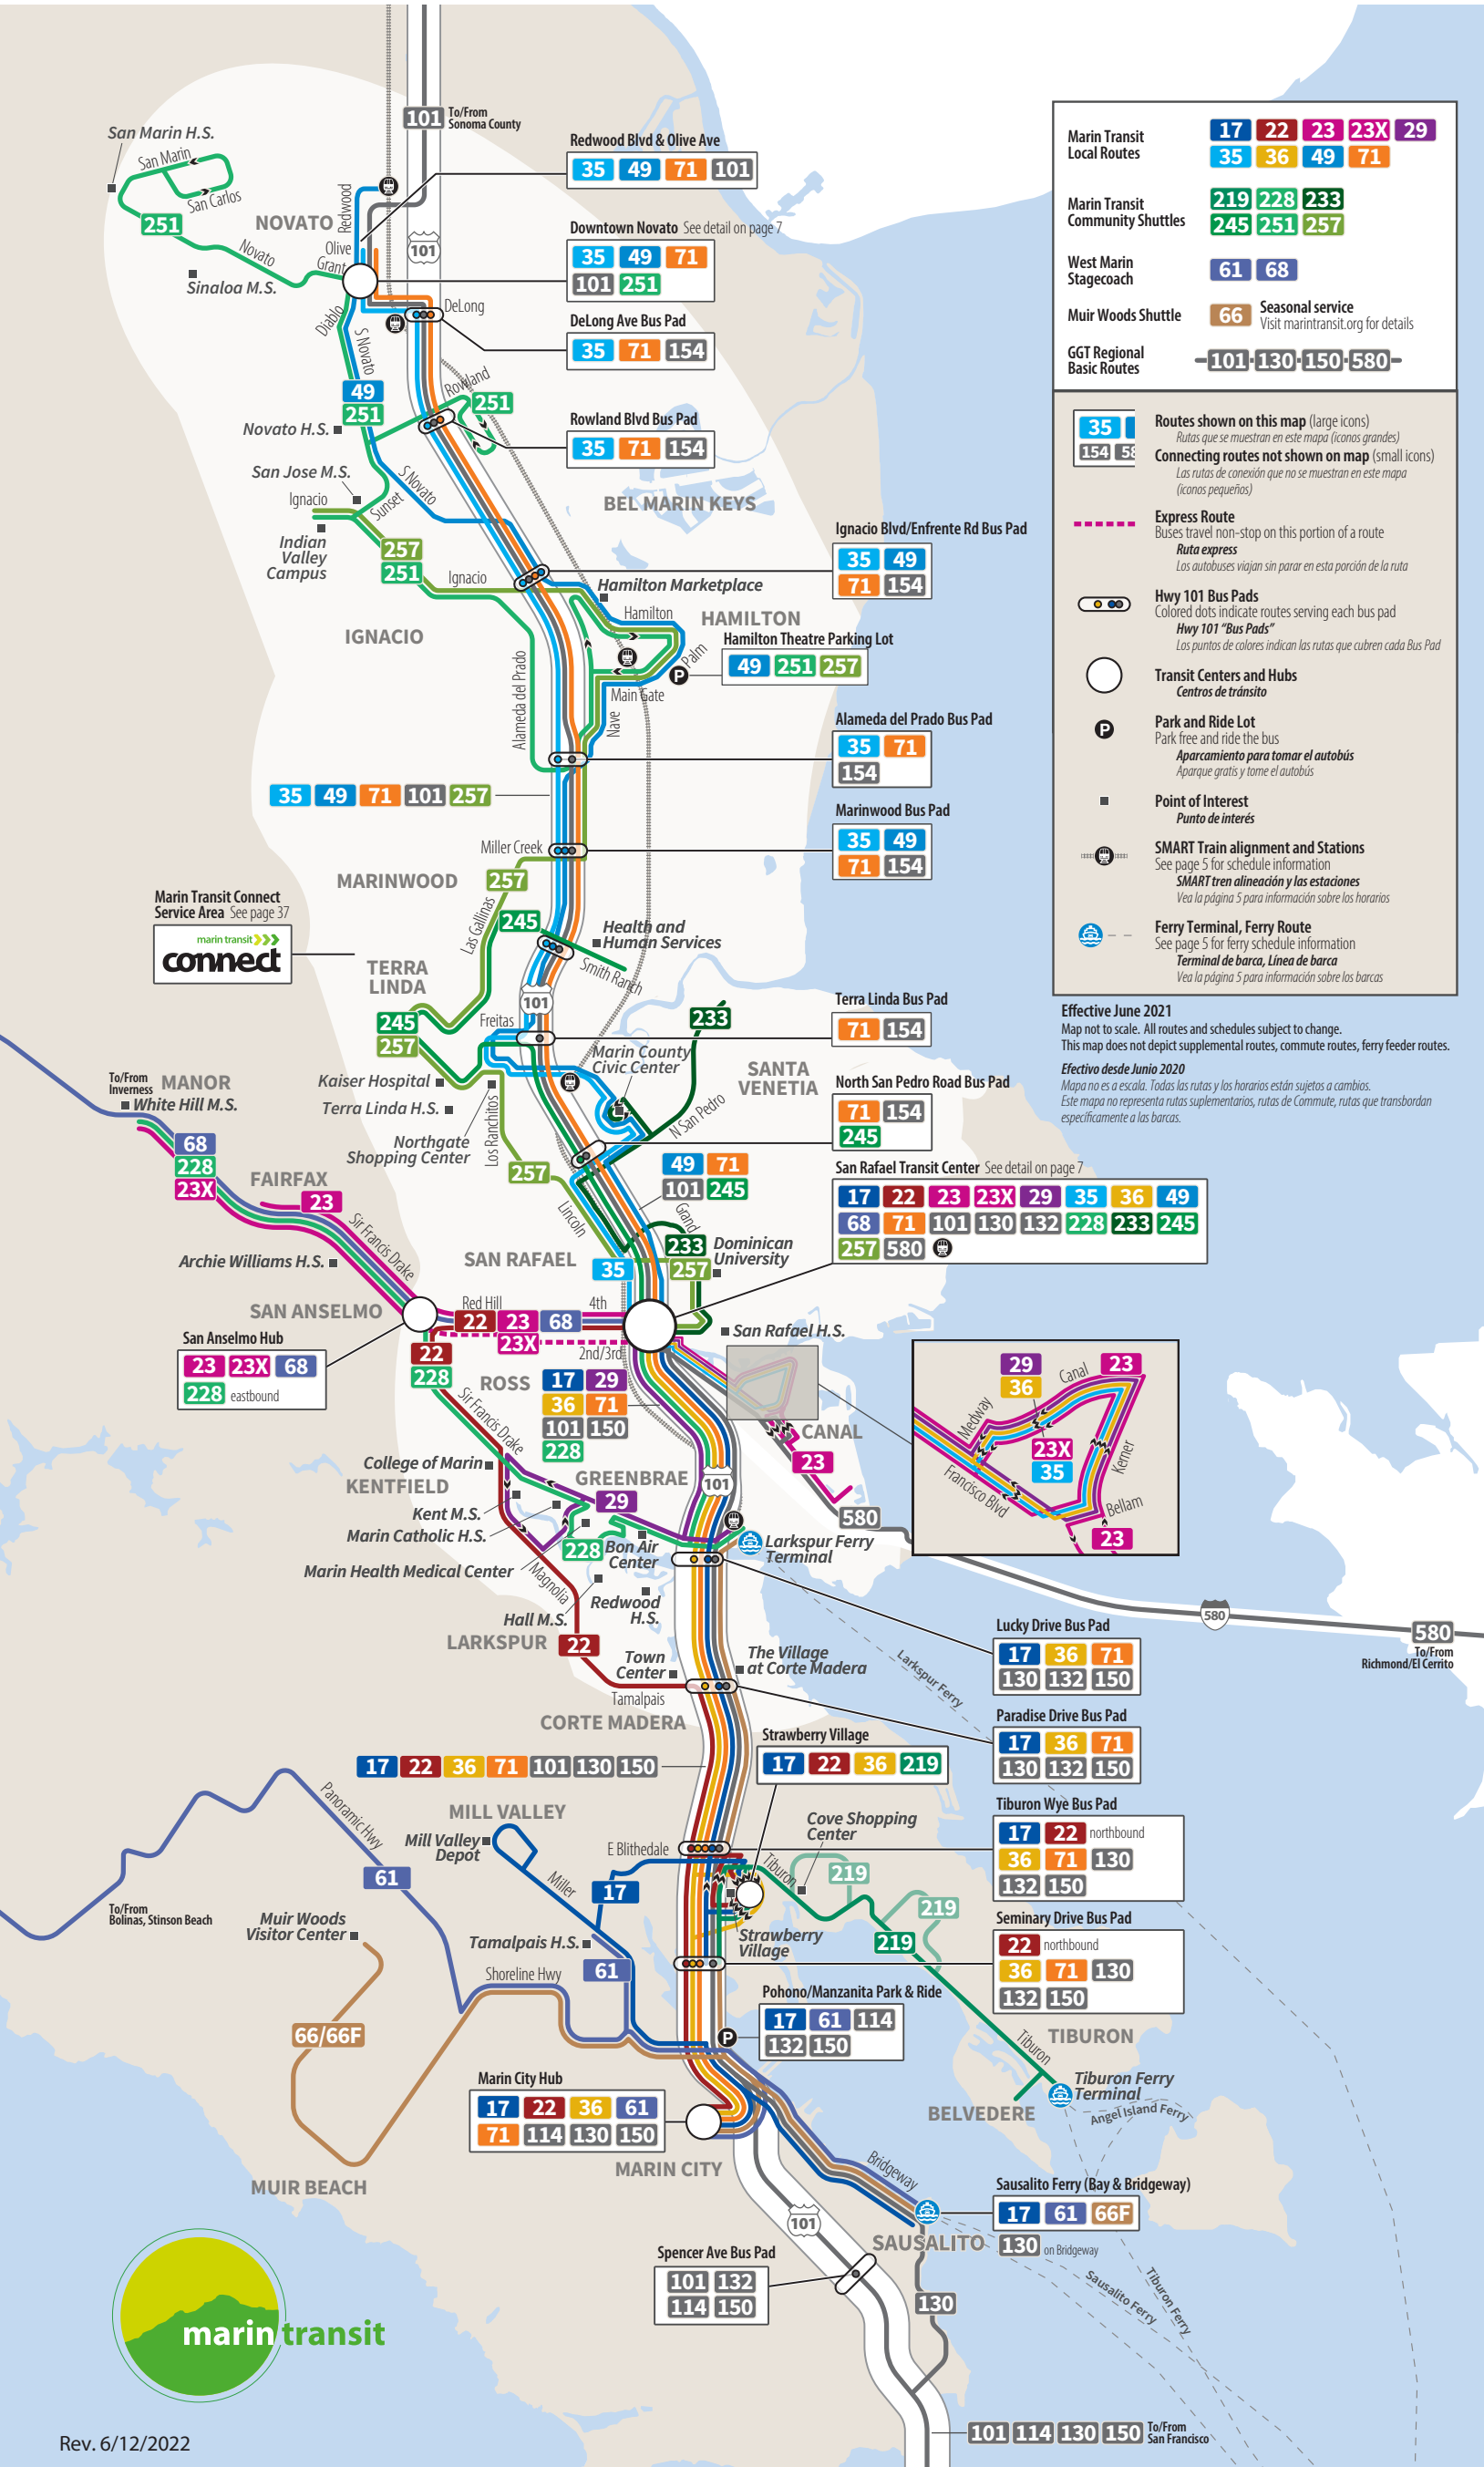 101
To/From
Sonoma County
San Marin H.S.
San Marin
San Carlos
251
NOVATO
Redwood
Novato
Olive
Grant
Sinaloa M.S.
101
Redwood Blvd & Olive Ave
35 49 71 101
Downtown Novato See detail on page 7
35 49 71
101 251
DeLong
DeLong Ave Bus Pad
35 71 154
Diablo
S Novato
49
251
Rowland
251
Novato H.S.
Rowland Blvd Bus Pad
35 71 154
San Jose M.S.
Ignacio
Sunset
S Novato
BEL MARIN KEYS
Indian
Valley
Campus
257
251
Ignacio
Ignacio Blvd/Enfrente Rd Bus Pad
35 49
71 154
Hamilton Marketplace
Hamilton
HAMILTON
IGNACIO
Hamilton Theatre Parking Lot
49 251 257
Palm
P
Main Gate
Nave
Alameda del Prado
Alameda del Prado Bus Pad
35 71
154
35 49 71 101 257
Marinwood Bus Pad
35 49
71 154
Miller Creek
MARINWOOD
257
Marin Transit Connect
Service Area See page 37
marin transit
connect
Las Gallinas
245
Health and
Human Services
Smith Ranch
TERRA
LINDA
101
245
257
Freitas
233
Terra Linda Bus Pad
71 154
Marin County
Civic Center
SANTA
VENETIA
Kaiser Hospital
Terra Linda H.S.
Northgate
Shopping Center
Los Ranchitos
N San Pedro
North San Pedro Road Bus Pad
71 154
245
To/From
Inverness
MANOR
White Hill M.S.
68
228
23X
257
49 71
101 245
San Rafael Transit Center See detail on page 7
17 22 23 23X 29 35 36 49
68 71 101 130 132 228 233 245
257 580
FAIRFAX
23
Sir Francis Drake
Lincoln
Grand
233
Dominican
University
Archie Williams H.S.
SAN RAFAEL
35
257
SAN ANSELMO
Red Hill
4th
22 23 68
23X
2nd/3rd
San Rafael H.S.
San Anselmo Hub
23 23X 68
228 eastbound
22
228
ROSS
17 29
36 71
101 150
228
Sir Francis Drake
CANAL
23
580
29
36
23
Canal
Medway
23X
35
Kerner
Francisco Blvd
Bellam
23
College of Marin
KENTFIELD
GREENBRAE
29
101
Kent M.S.
Marin Catholic H.S.
Marin Health Medical Center
228
Bon Air
Center
Larkspur Ferry
Terminal
Magnolia
Hall M.S.
Redwood
H.S.
LARKSPUR
22
580
580
To/From
Richmond/El Cerrito
Lucky Drive Bus Pad
17 36 71
130 132 150
Larkspur Ferry
Town
Center
The Village
at Corte Madera
Tamalpais
CORTE MADERA
Paradise Drive Bus Pad
17 36 71
130 132 150
17 22 36 71 101 130 150
Strawberry Village
17 22 36 219
Panoramic Hwy
MILL VALLEY
Mill Valley
Depot
E Blithedale
Cove Shopping
Center
Tiburon Wye Bus Pad
17 22 northbound
36 71 130
132 150
61
Miller
17
Tiburon
219
219
219
To/From
Bolinas, Stinson Beach
Muir Woods
Visitor Center
Tamalpais H.S.
Strawberry
Village
Seminary Drive Bus Pad
22 northbound
36 71 130
132 150
61
Shoreline Hwy
Pohono/Manzanita Park & Ride
17 61 114
132 150
P
66/66F
Tiburon
TIBURON
Tiburon Ferry
Terminal
Angel Island Ferry
BELVEDERE
Marin City Hub
17 22 36 61
71 114 130 150
MARIN CITY
MUIR BEACH
Bridgeway
Sausalito Ferry (Bay & Bridgeway)
17 61 66F
130 on Bridgeway
101
SAUSALITO
Spencer Ave Bus Pad
101 132
114 150
130
Sausalito Ferry
Tiburon Ferry
marin transit
101 114 130 150
To/From
San Francisco
Rev. 6/12/2022
Marin Transit
Local Routes
17 22 23 23X 29
35 36 49 71
Marin Transit
Community Shuttles
219 228 233
245 251 257
West Marin
Stagecoach
61 68
Muir Woods Shuttle
66
Seasonal service
Visit marintransit.org for details
GGT Regional
Basic Routes
101 130 150 580
35
154 58
Routes shown on this map (large icons)
Rutas que se muestran en este mapa (iconos grandes)
Connecting routes not shown on map (small icons)
Las rutas de conexión que no se muestran en este mapa
(iconos pequeños)
Express Route
Buses travel non-stop on this portion of a route
Ruta express
Los autobuses viajan sin parar en esta porción de la ruta
Hwy 101 Bus Pads
Colored dots indicate routes serving each bus pad
Hwy 101 “Bus Pads”
Los puntos de colores indican las rutas que cubren cada Bus Pad
Transit Centers and Hubs
Centros de tránsito
P
Park and Ride Lot
Park free and ride the bus
Aparcamiento para tomar el autobús
Aparque gratis y tome el autobús
Point of Interest
Punto de interés
SMART Train alignment and Stations
See page 5 for schedule information
SMART tren alineación y las estaciones
Vea la página 5 para información sobre los horarios
Ferry Terminal, Ferry Route
See page 5 for ferry schedule information
Terminal de barca, Línea de barca
Vea la página 5 para información sobre los barcas
Effective June 2021
Map not to scale. All routes and schedules subject to change.
This map does not depict supplemental routes, commute routes, ferry feeder routes.
Efectivo desde Junio 2020
Mapa no es a escala. Todas las rutas y los horarios están sujetos a cambios.
Este mapa no representa rutas suplementarios, rutas de Commute, rutas que transbordan
específicamente a las barcas.